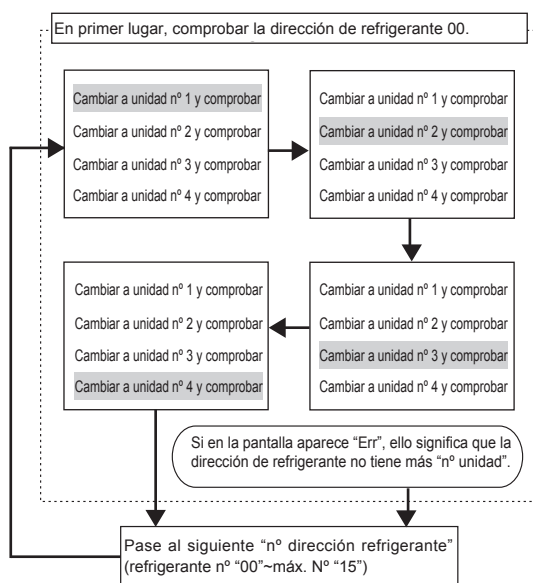 En primer lugar, comprobar la dirección de refrigerante 00.
Cambiar a unidad nº 1 y comprobar
Cambiar a unidad nº 2 y comprobar
Cambiar a unidad nº 3 y comprobar
Cambiar a unidad nº 4 y comprobar
Cambiar a unidad nº 1 y comprobar
Cambiar a unidad nº 2 y comprobar
Cambiar a unidad nº 3 y comprobar
Cambiar a unidad nº 4 y comprobar
Cambiar a unidad nº 1 y comprobar
Cambiar a unidad nº 2 y comprobar
Cambiar a unidad nº 3 y comprobar
Cambiar a unidad nº 4 y comprobar
Cambiar a unidad nº 1 y comprobar
Cambiar a unidad nº 2 y comprobar
Cambiar a unidad nº 3 y comprobar
Cambiar a unidad nº 4 y comprobar
Si en la pantalla aparece “Err”, ello significa que la
dirección de refrigerante no tiene más “nº unidad”.
Pase al siguiente “nº dirección refrigerante”
(refrigerante nº “00”~máx. Nº “15”)